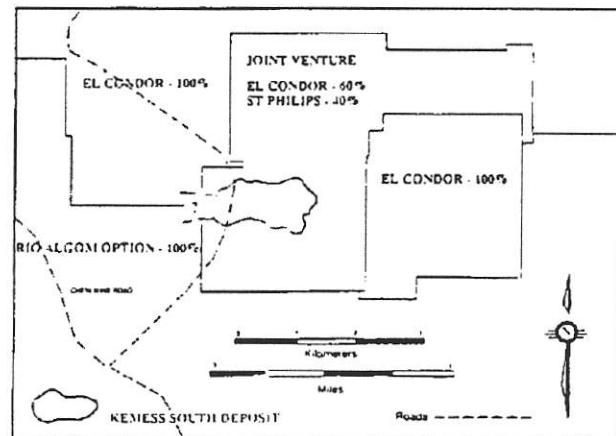 JOINT VENTURE
EL CONDOR - 100%
EL CONDOR - 60%
ST PHILIPS - 40%
EL CONDOR - 100%
RIO ALGOM OPTION - 100%
ROAD
Kilometers
Miles
KEMESS SOUTH DEPOSIT
Roads